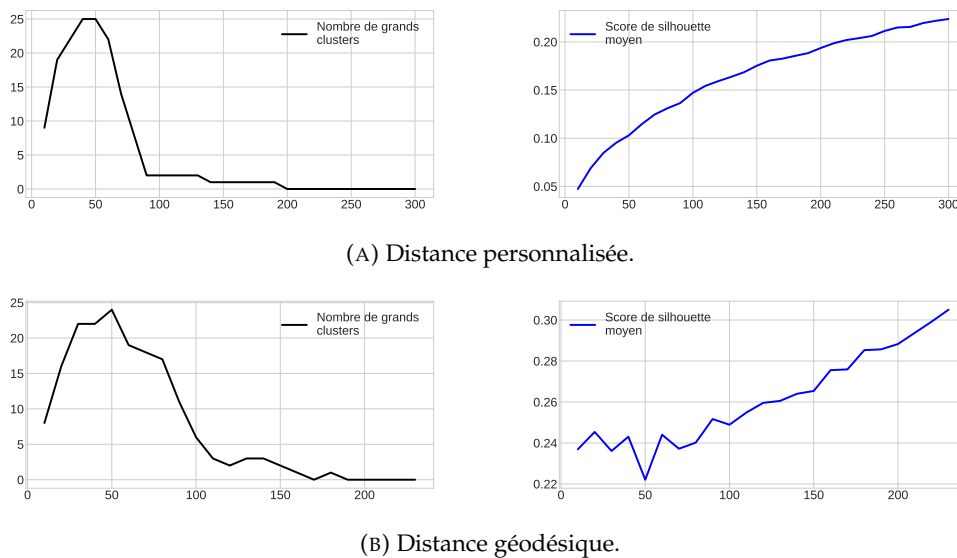 25
20
15
10
5
0
0 50 100 150 200 250 300
Nombre de grands
clusters
0.20
0.15
0.10
0.05
0 50 100 150 200 250 300
Score de silhouette
moyen
(A) Distance personnalisée.
25
20
15
10
5
0
0 50 100 150 200
Nombre de grands
clusters
0.30
0.28
0.26
0.24
0.22
0 50 100 150 200
Score de silhouette
moyen
(B) Distance géodésique.